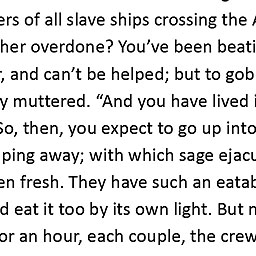 ers of all slave ships crossing the
her overdone? You've been beati
, and can't be helped; but to gob
y muttered. “And you have lived i
So, then, you expect to go up into
ping away; with which sage ejacu
en fresh. They have such an eatab
d eat it too by its own light. But n
or an hour, each couple, the crew